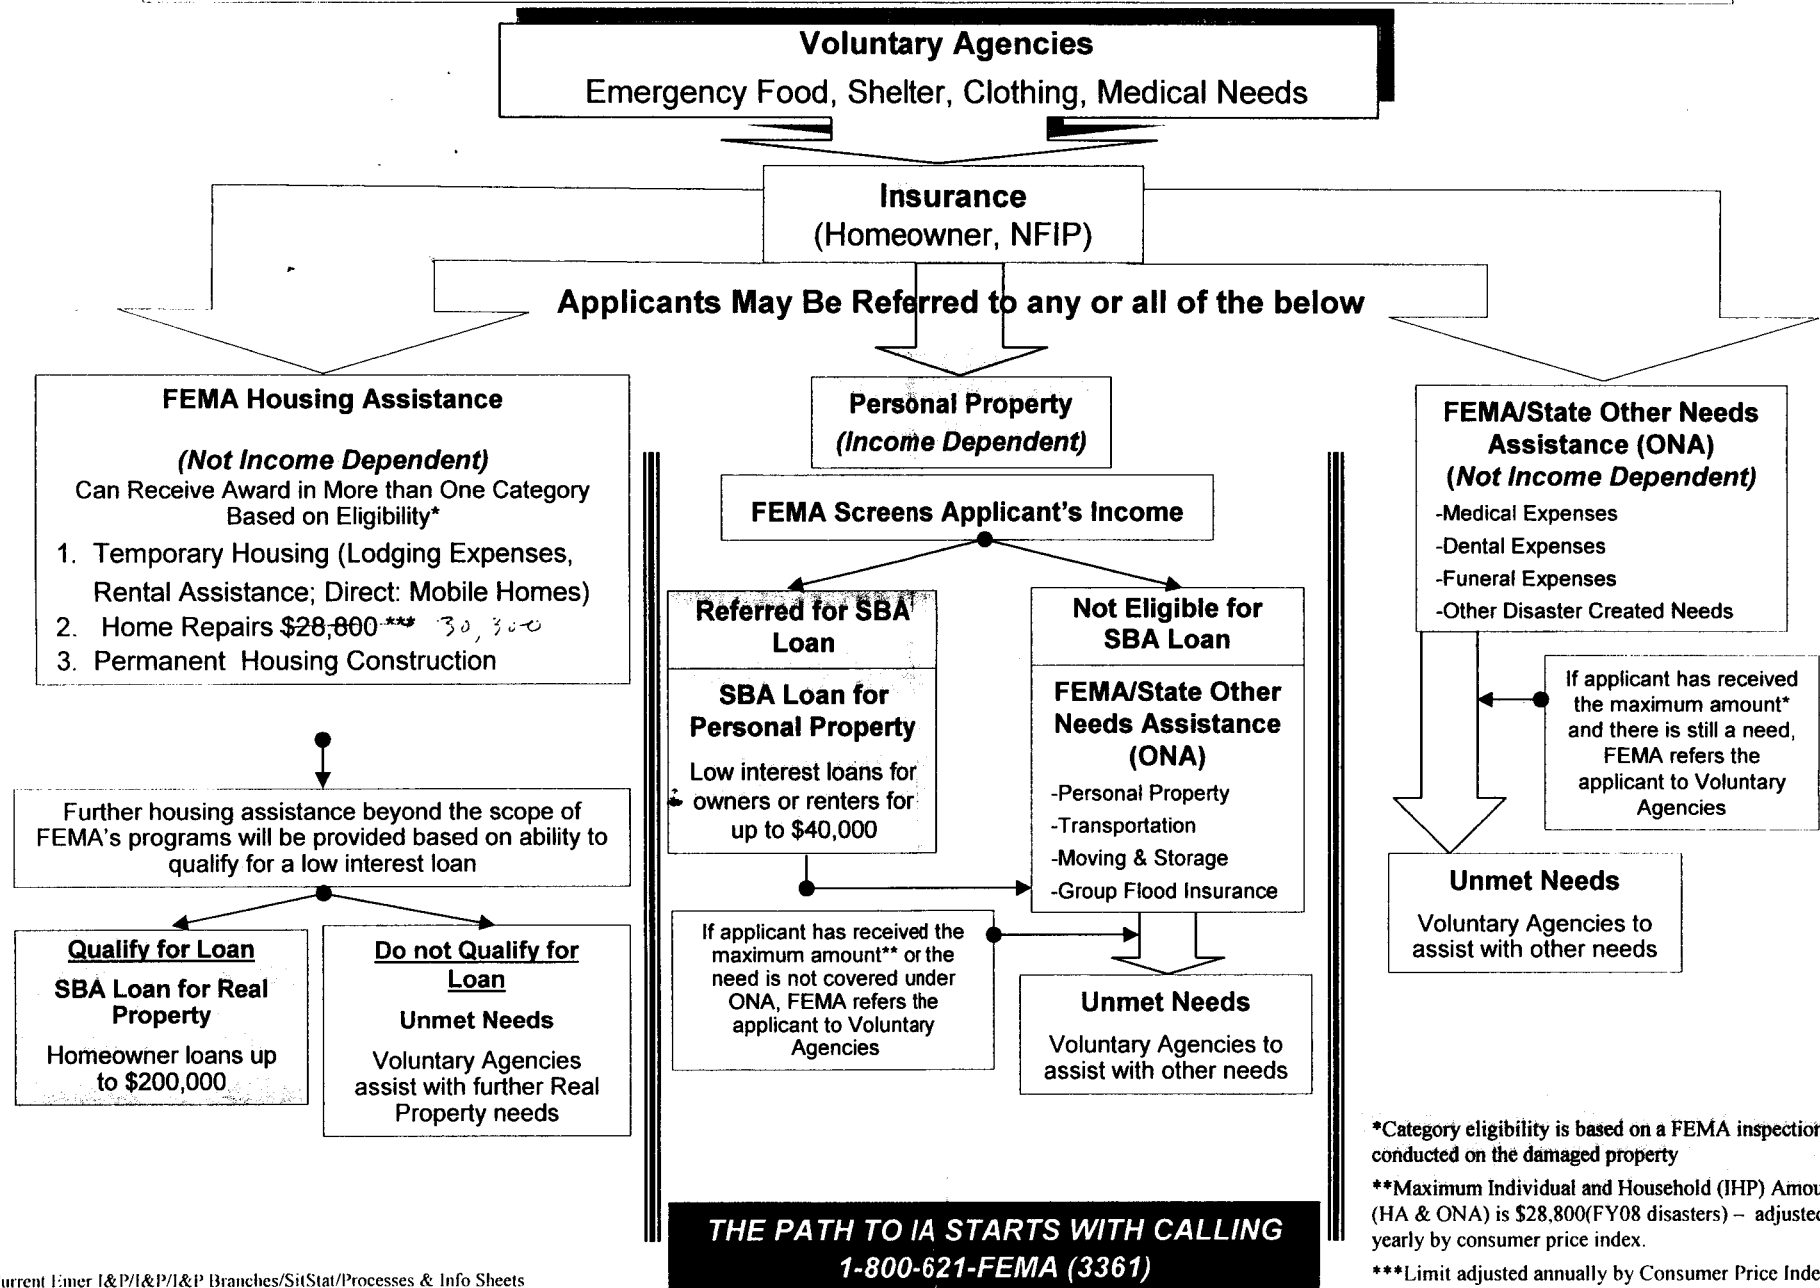 Voluntary Agencies
Emergency Food, Shelter, Clothing, Medical Needs
Insurance
(Homeowner, NFIP)
Applicants May Be Referred to any or all of the below
FEMA Housing Assistance
(Not Income Dependent)
Can Receive Award in More than One Category
Based on Eligibility*
1. Temporary Housing (Lodging Expenses,
Rental Assistance; Direct: Mobile Homes)
2. Home Repairs $28,800 *** 30,300
3. Permanent Housing Construction
Further housing assistance beyond the scope of
FEMA's programs will be provided based on ability to
qualify for a low interest loan
Qualify for Loan
SBA Loan for Real
Property
Homeowner loans up
to $200,000
Do not Qualify for
Loan
Unmet Needs
Voluntary Agencies
assist with further Real
Property needs
Personal Property
(Income Dependent)
FEMA Screens Applicant's Income
Referred for SBA
Loan
SBA Loan for
Personal Property
Low interest loans for
owners or renters for
up to $40,000
Not Eligible for
SBA Loan
FEMA/State Other
Needs Assistance
(ONA)
-Personal Property
-Transportation
-Moving & Storage
-Group Flood Insurance
If applicant has received the
maximum amount** or the
need is not covered under
ONA, FEMA refers the
applicant to Voluntary
Agencies
Unmet Needs
Voluntary Agencies to
assist with other needs
FEMA/State Other Needs
Assistance (ONA)
(Not Income Dependent)
-Medical Expenses
-Dental Expenses
-Funeral Expenses
-Other Disaster Created Needs
If applicant has received
the maximum amount*
and there is still a need,
FEMA refers the
applicant to Voluntary
Agencies
Unmet Needs
Voluntary Agencies to
assist with other needs
*Category eligibility is based on a FEMA inspection
conducted on the damaged property
**Maximum Individual and Household (IHP) Amou
(HA & ONA) is $28,800(FY08 disasters) – adjusted
yearly by consumer price index.
***Limit adjusted annually by Consumer Price Inde
THE PATH TO IA STARTS WITH CALLING
1-800-621-FEMA (3361)
urrent Emer I&P/I&P/I&P Branches/SitStat/Processes & Info Sheets